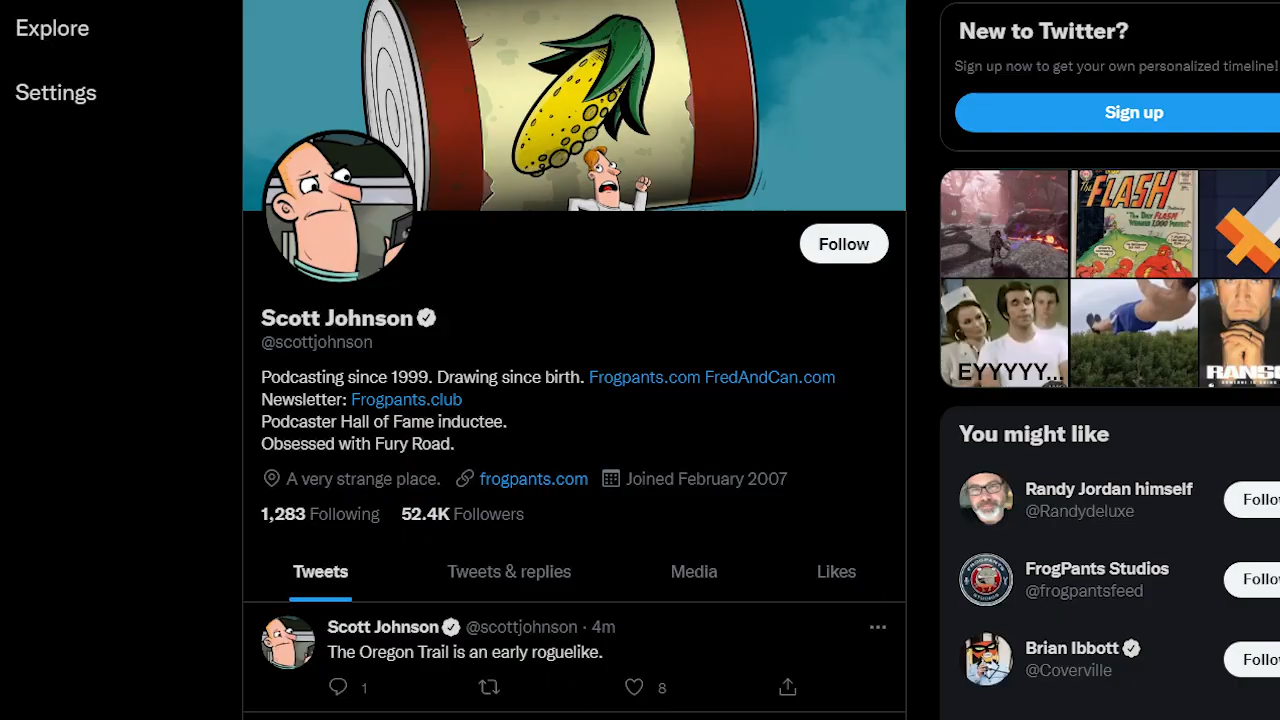 Explore
Settings
Follow
Scott Johnson
@scottjohnson
Podcasting since 1999. Drawing since birth. Frogpants.com FredAndCan.com
Newsletter: Frogpants.club
Podcaster Hall of Fame inductee.
Obsessed with Fury Road.
A very strange place. frogpants.com Joined February 2007
1,283 Following 52.4K Followers
Tweets Tweets & replies Media Likes
Scott Johnson @scottjohnson · 4m
The Oregon Trail is an early roguelike.
1 8
New to Twitter?
Sign up now to get your own personalized timeline!
Sign up
The FLASH
EYYYYY...
RANS
You might like
Randy Jordan himself
@Randydeluxe
Follo
FrogPants Studios
@frogpantsfeed
Follo
Brian Ibbott
@Coverville
Follo